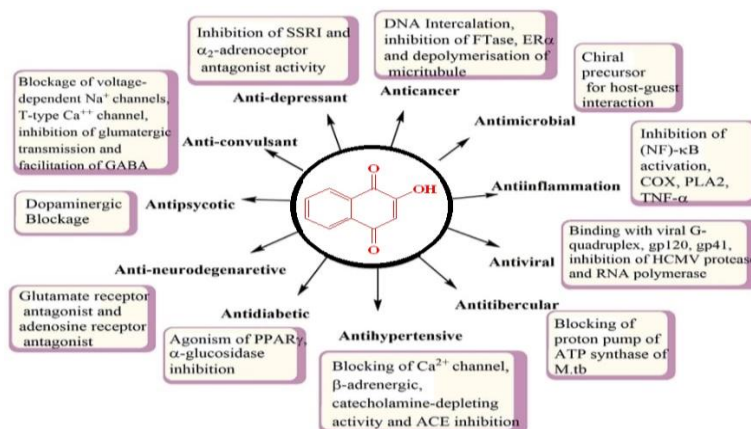 Inhibition of SSRI and
α₂-adrenoceptor
antagonist activity
DNA Intercalation,
inhibition of FTase, ERα
and depolymerisation of
micritubule
Chiral
precursor
for host-guest
interaction
Blockage of voltage-
dependent Na⁺ channels,
T-type Ca⁺⁺ channel,
inhibition of glumatergic
transmission and
facilitation of GABA
Anti-depressant
Anticancer
Antimicrobial
Anti-convulsant
Inhibition of
(NF)-κB
activation,
COX, PLA2,
TNF-α
Antiinflammation
Dopaminergic
Blockage
Antipsycotic
O
OH
O
Antiviral
Binding with viral G-
quadruplex, gp120, gp41,
inhibition of HCMV protease
and RNA polymerase
Anti-neurodegenaretive
Glutamate receptor
antagonist and
adenosine receptor
antagonist
Antidiabetic
Agonism of PPARγ,
α-glucosidase
inhibition
Antihypertensive
Blocking of Ca²⁺ channel,
β-adrenergic,
catecholamine-depleting
activity and ACE inhibition
Antitibercular
Blocking of
proton pump of
ATP synthase of
M.tb